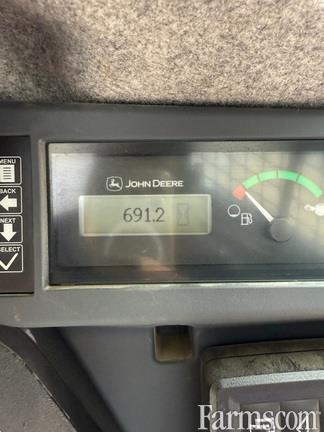 MENU
BACK
NEXT
SELECT
JOHN DEERE
691.2
Farms.com